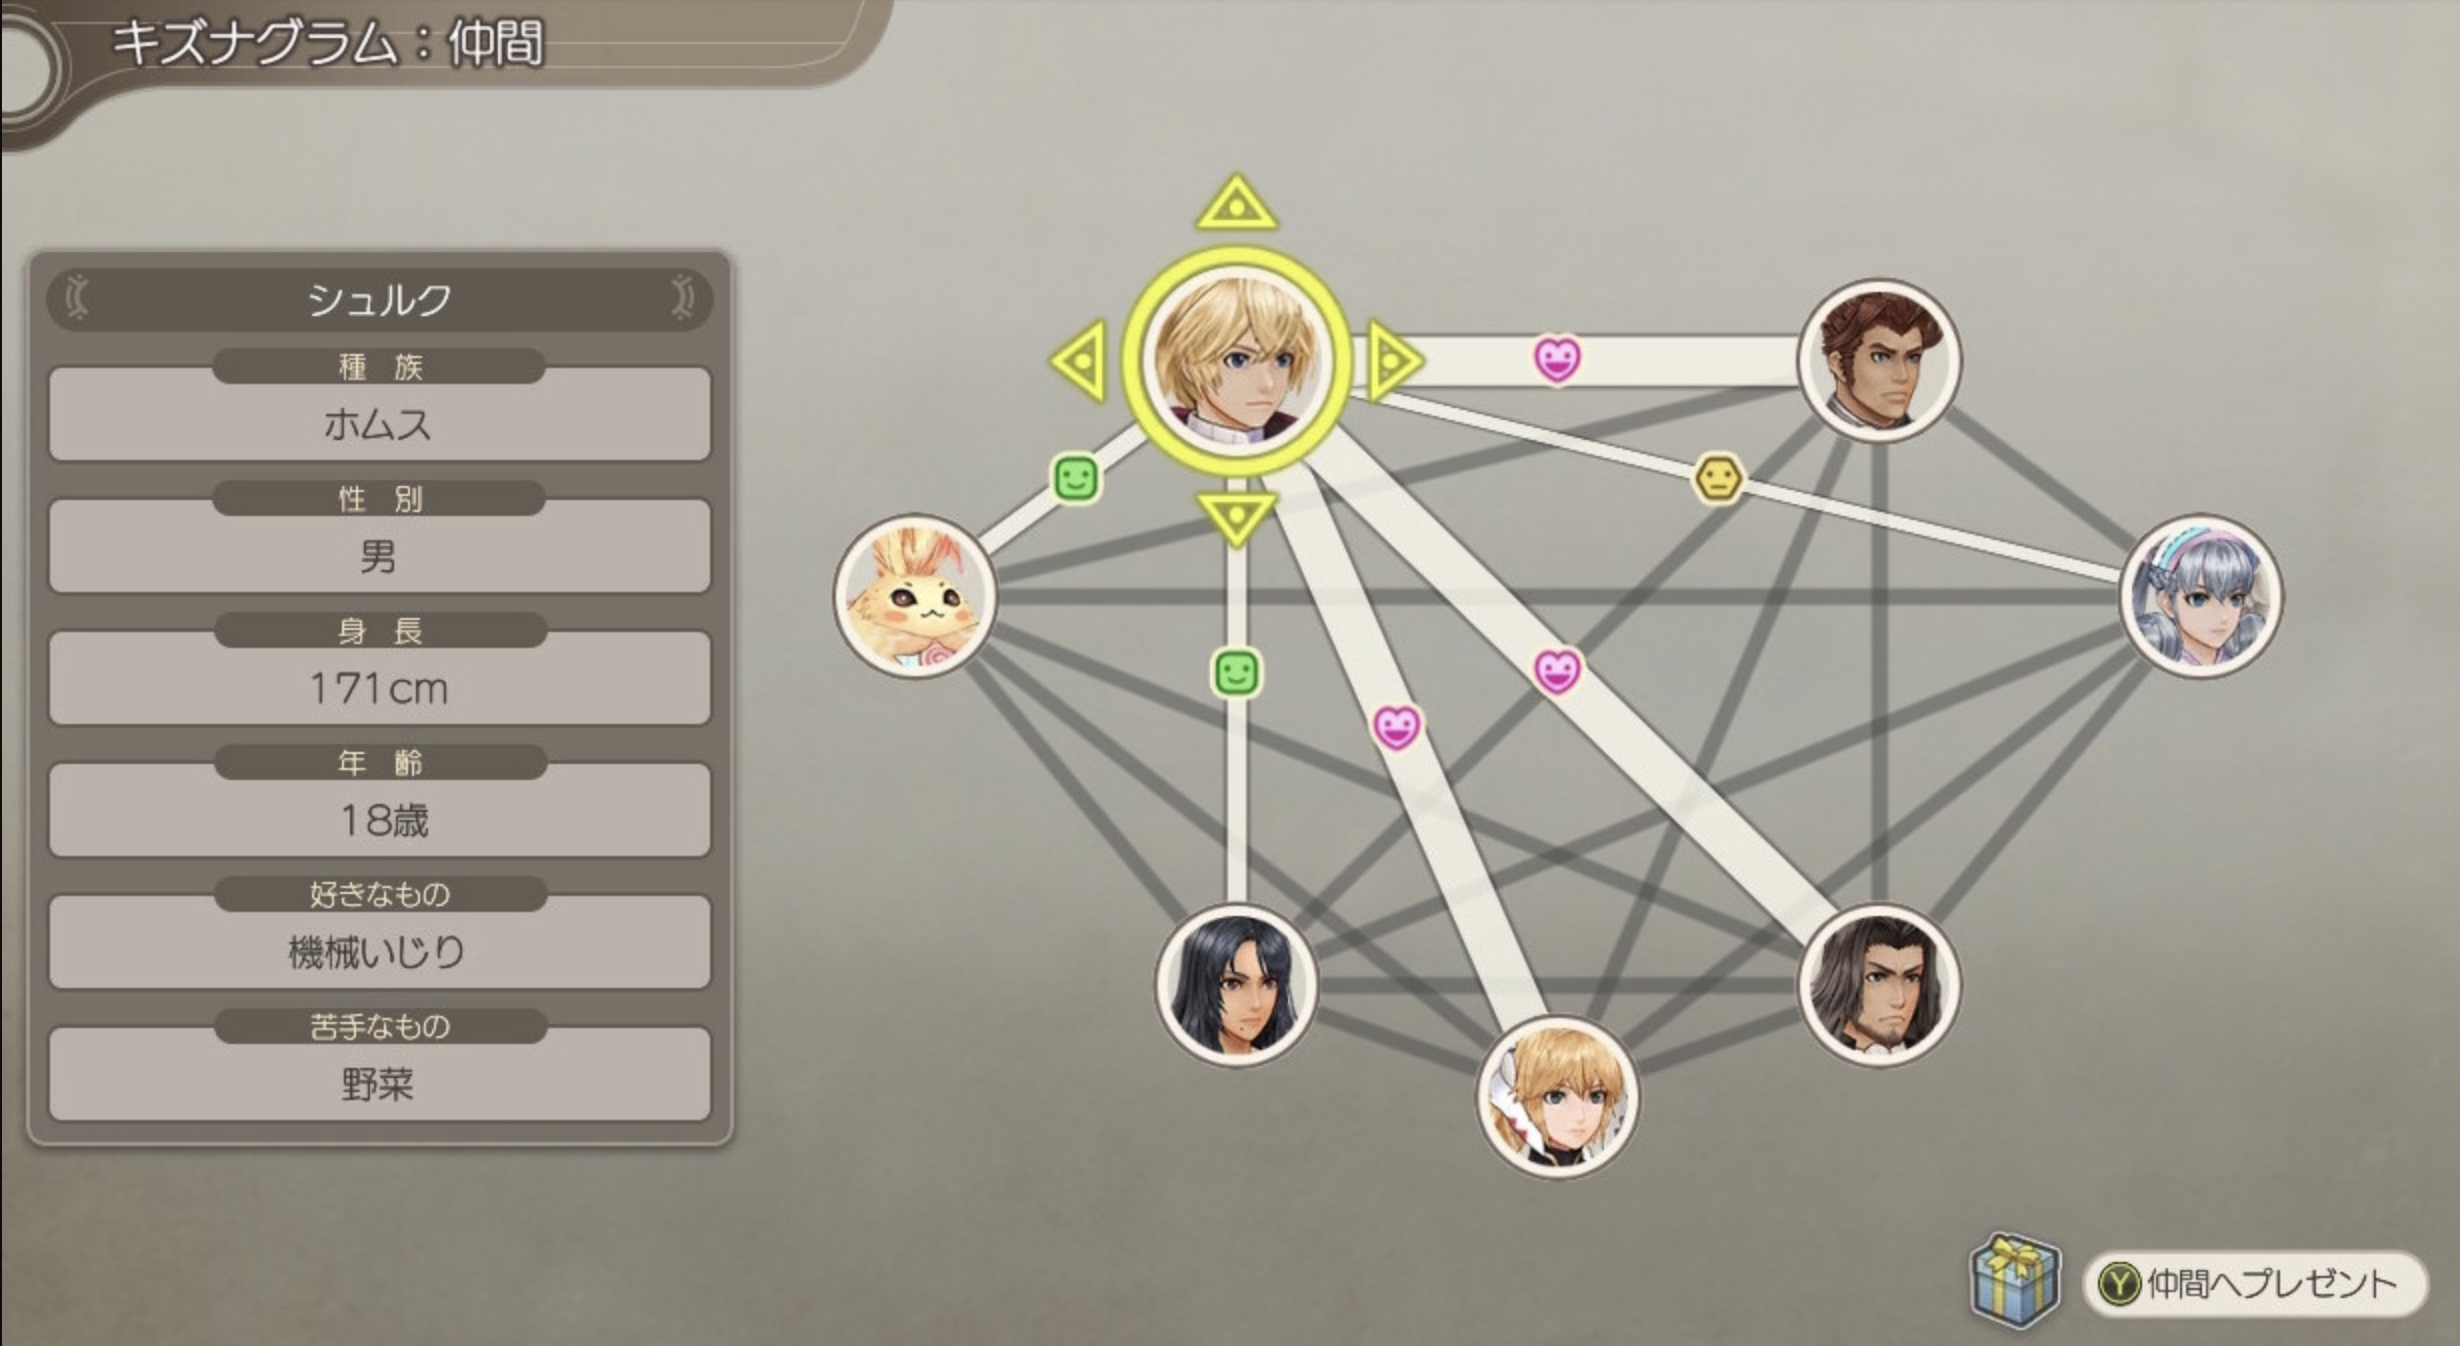 キズナグラム：仲間
シュルク
種族
ホムス
性別
男
身長
171cm
年齢
18歳
好きなもの
機械いじり
苦手なもの
野菜
Y仲間へプレゼント